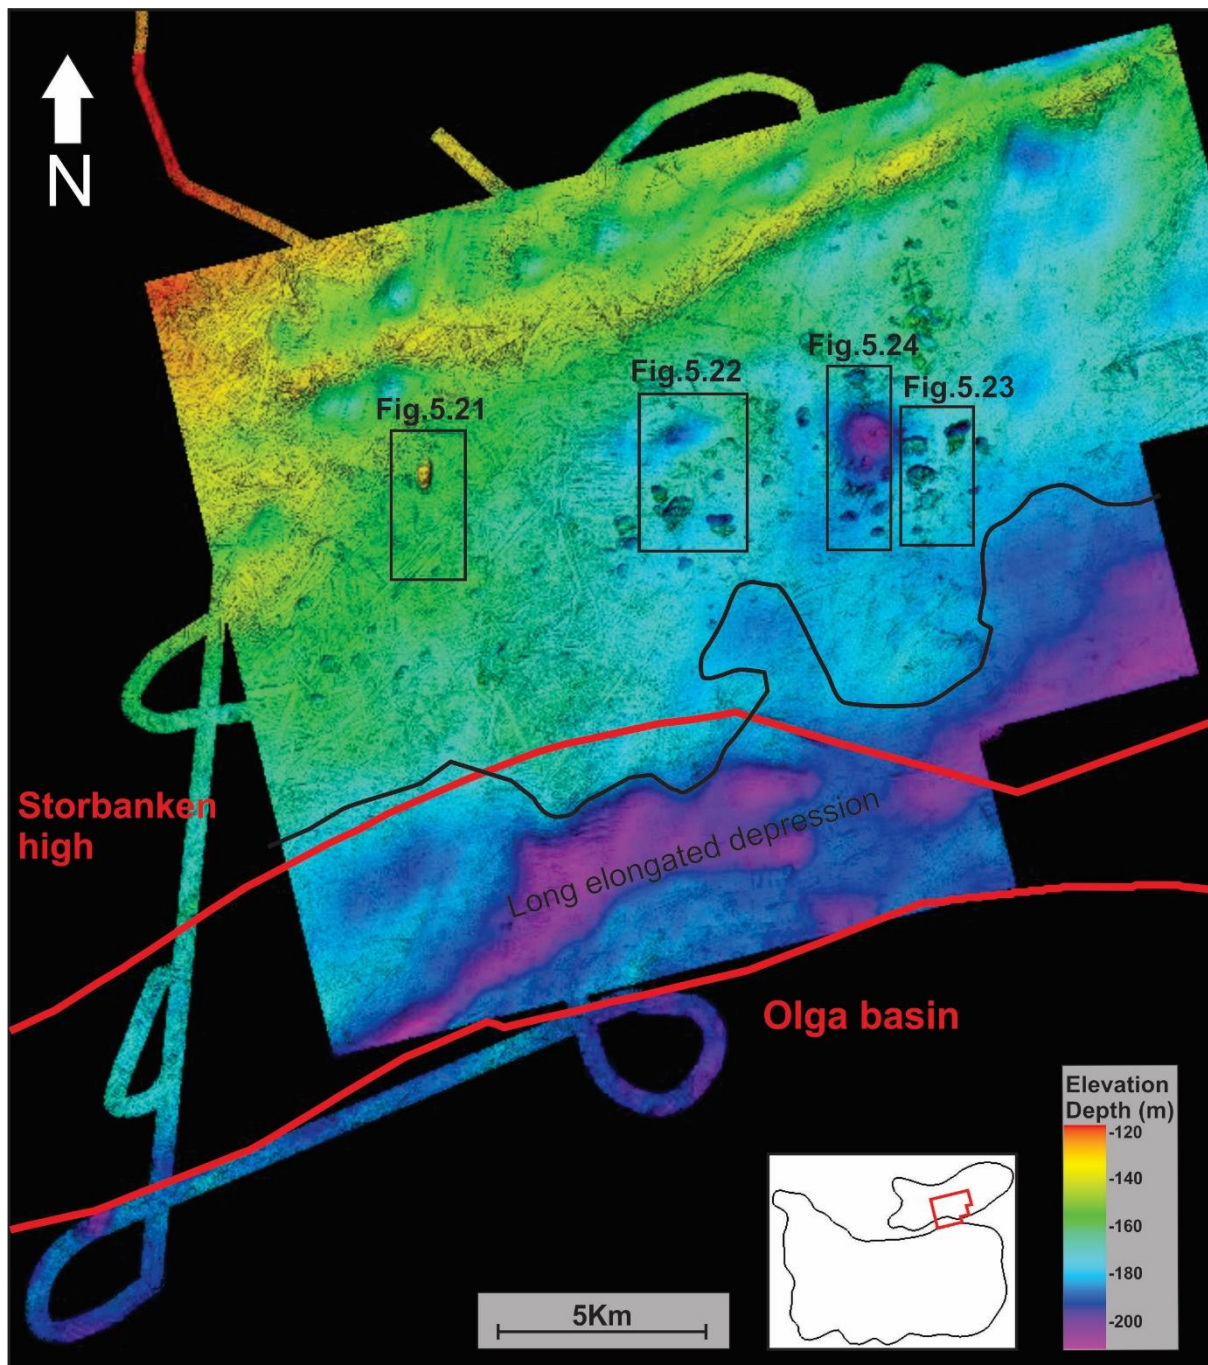 N
Fig.5.24
Fig.5.22
Fig.5.23
Fig.5.21
Storbanken
high
Long elongated depression
Olga basin
Elevation
Depth (m)
-120
-140
-160
-180
-200
5Km